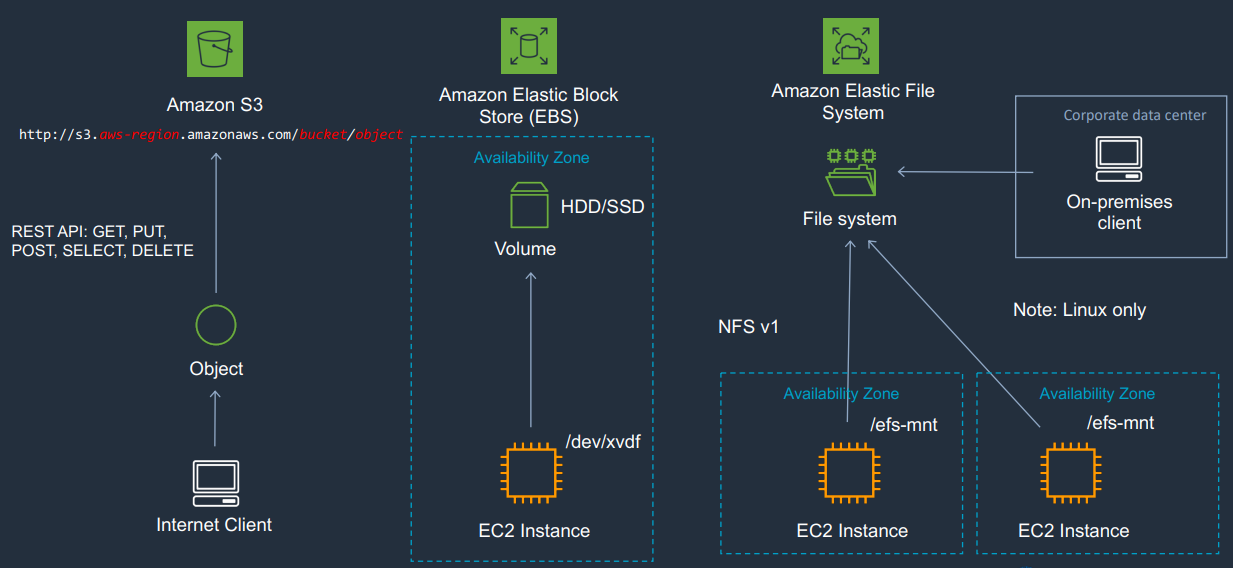 Amazon S3
http://s3.aws-region.amazonaws.com/bucket/object
REST API: GET, PUT,
POST, SELECT, DELETE
Object
Internet Client
Amazon Elastic Block
Store (EBS)
Availability Zone
HDD/SSD
Volume
/dev/xvdf
EC2 Instance
Amazon Elastic File
System
File system
Corporate data center
On-premises
client
NFS v1
Note: Linux only
Availability Zone
/efs-mnt
EC2 Instance
Availability Zone
/efs-mnt
EC2 Instance